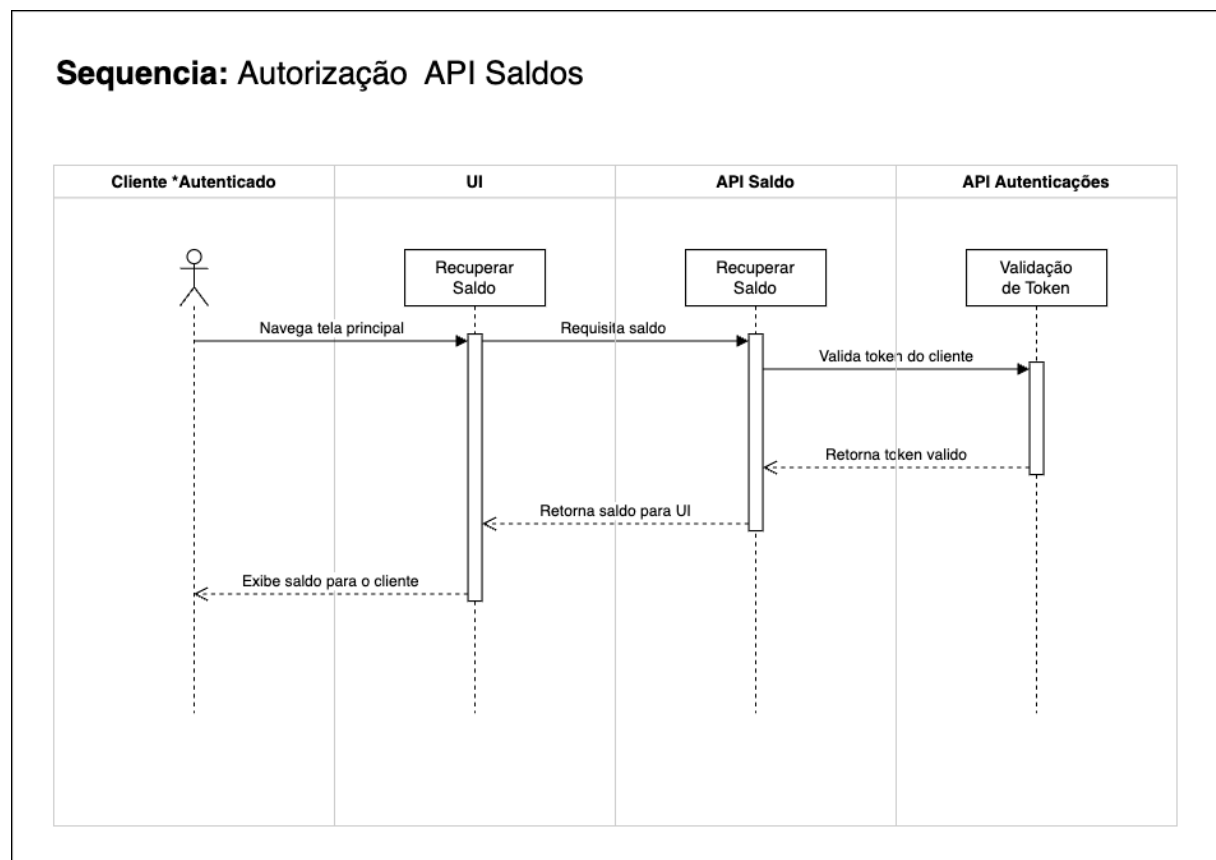 Sequencia: Autorização API Saldos
Cliente *Autenticado
UI
API Saldo
API Autenticações
Recuperar
Saldo
Recuperar
Saldo
Validação
de Token
Navega tela principal
Requisita saldo
Valida token do cliente
Retorna token valido
Retorna saldo para UI
Exibe saldo para o cliente